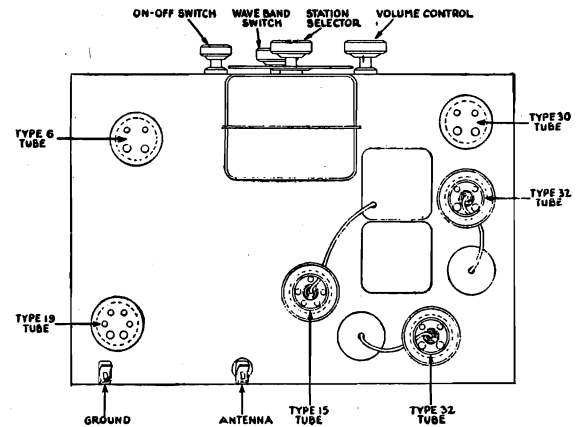 ON-OFF SWITCH
WAVE BAND
SWITCH
STATION
SELECTOR
VOLUME CONTROL
TYPE 6
TUBE
TYPE 30
TUBE
TYPE 32
TUBE
TYPE 19
TUBE
GROUND
ANTENNA
TYPE 15
TUBE
TYPE 32
TUBE